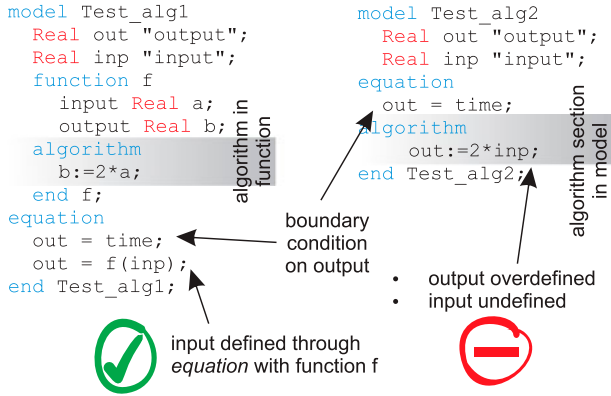 model Test_alg1
Real out "output";
Real inp "input";
function f
input Real a;
output Real b;
algorithm
b:=2*a;
end f;
equation
out = time;
out = f(inp);
end Test_alg1;
algorithm in
function
model Test_alg2
Real out "output";
Real inp "input";
equation
out = time;
algorithm
out:=2*inp;
end Test_alg2;
algorithm section
in model
boundary
condition
on output
• output overdefined
• input undefined
input defined through
equation with function f